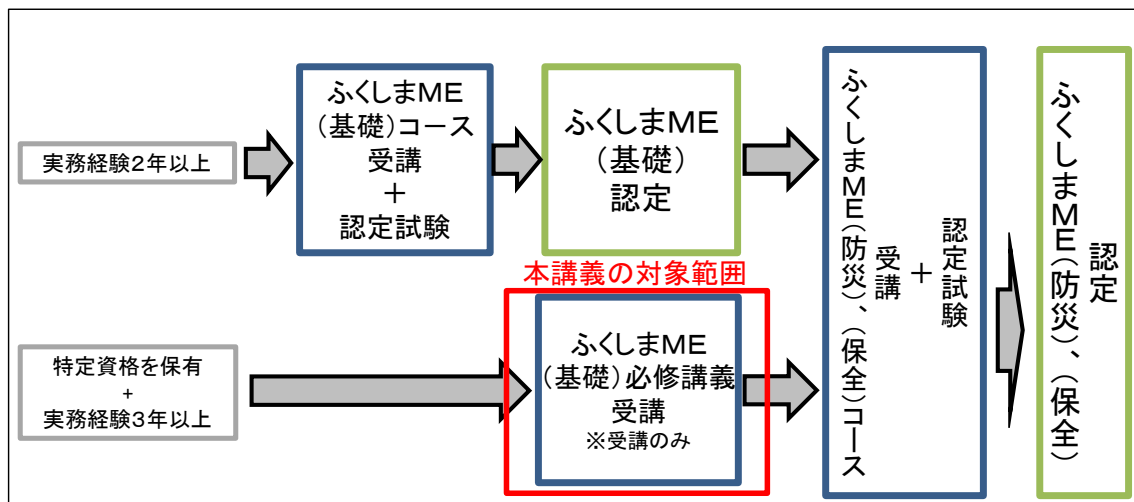 実務経験2年以上
ふくしまME
(基礎)コース
受講
+
認定試験
ふくしまME
(基礎)
認定
本講義の対象範囲
特定資格を保有
+
実務経験3年以上
ふくしまME
(基礎)必修講義
受講
※受講のみ
ふくしまME(防災)、(保全)コース
受講
+
認定試験
ふくしまME(防災)、(保全)
認定